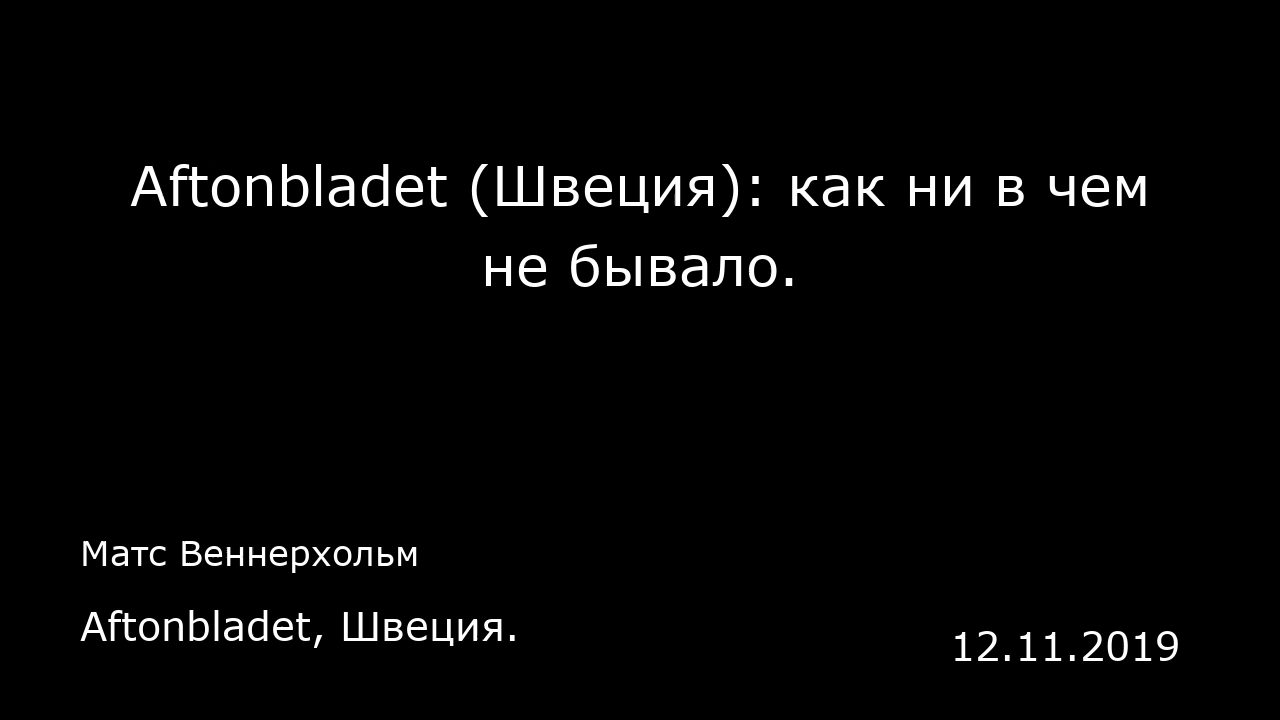 Aftonbladet (Швеция): как ни в чем
не бывало.
Матс Веннерхольм
Aftonbladet, Швеция.
12.11.2019